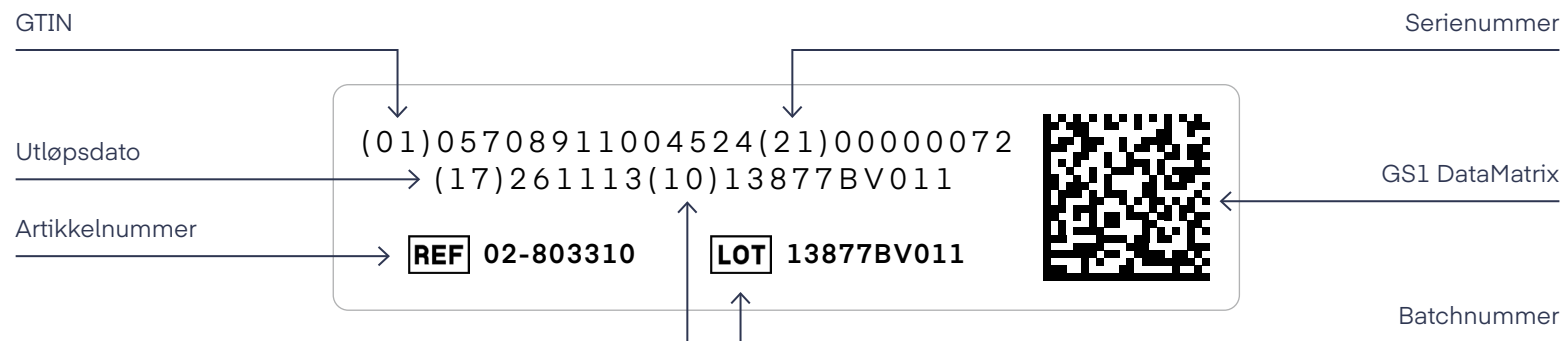 GTIN
Serienummer
(01)05708911004524(21)00000072
Utløpsdato
(17)261113(10)13877BV011
GS1 DataMatrix
Artikkelnummer
REF 02-803310
LOT 13877BV011
Batchnummer